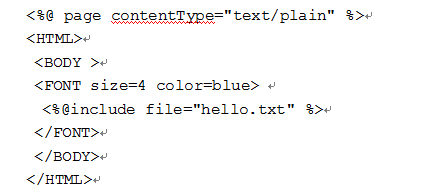 <%@ page contentType="text/plain" %>
<HTML>
<BODY >
<FONT size=4 color=blue>
<%@include file="hello.txt" %>
</FONT>
</BODY>
</HTML>